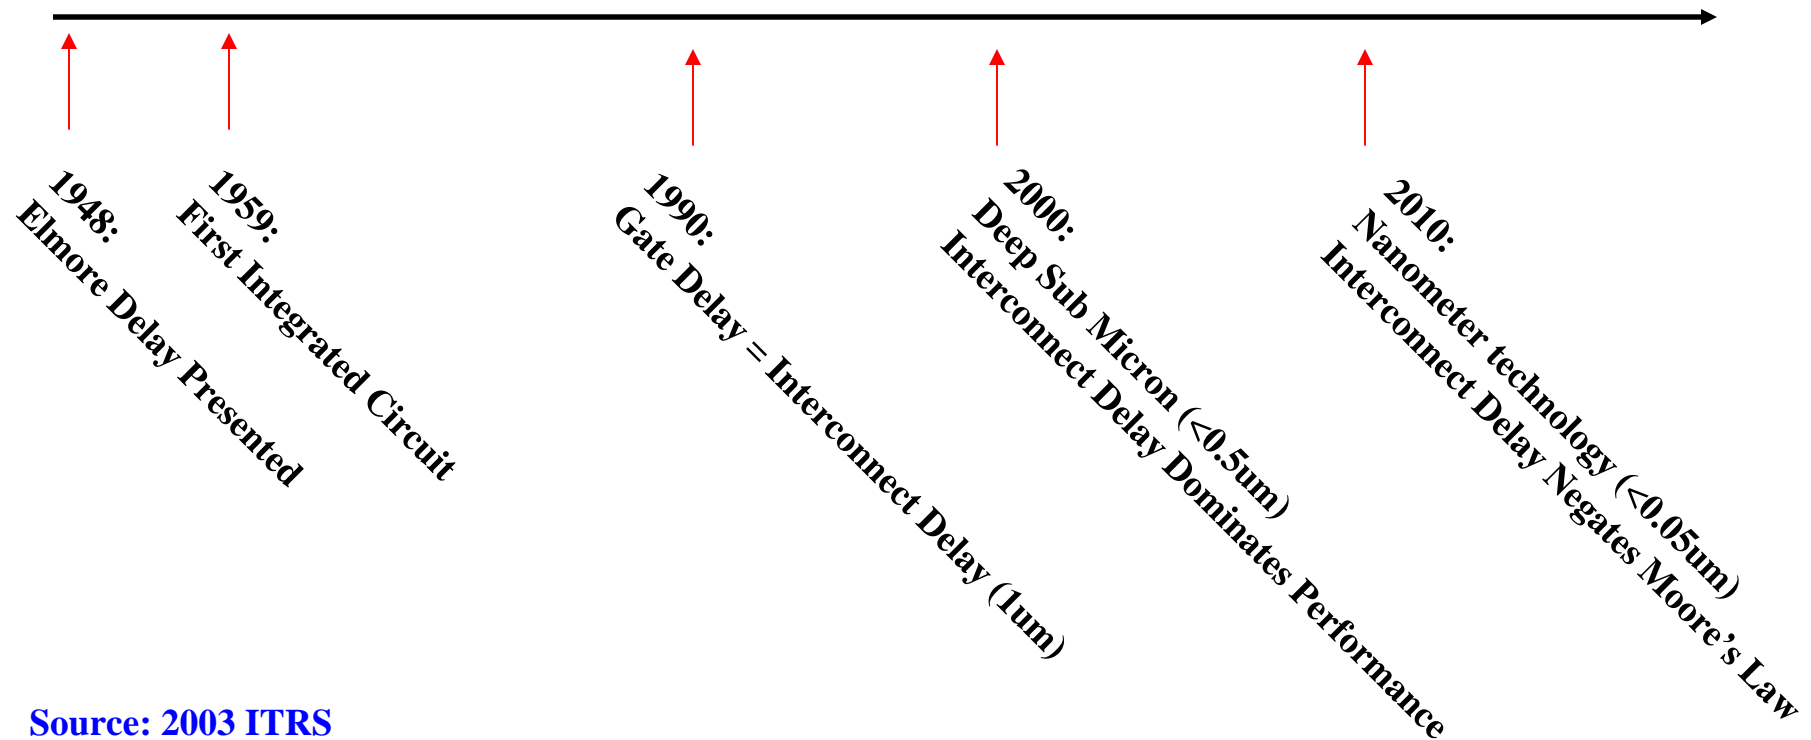 1948:
Elmore Delay Presented
1959:
First Integrated Circuit
1990:
Gate Delay = Interconnect Delay (1um)
2000:
Deep Sub Micron (<0.5um)
Interconnect Delay Dominates Performance
2010:
Nanometer technology (<0.05um)
Interconnect Delay Negates Moore’s Law
Source: 2003 ITRS